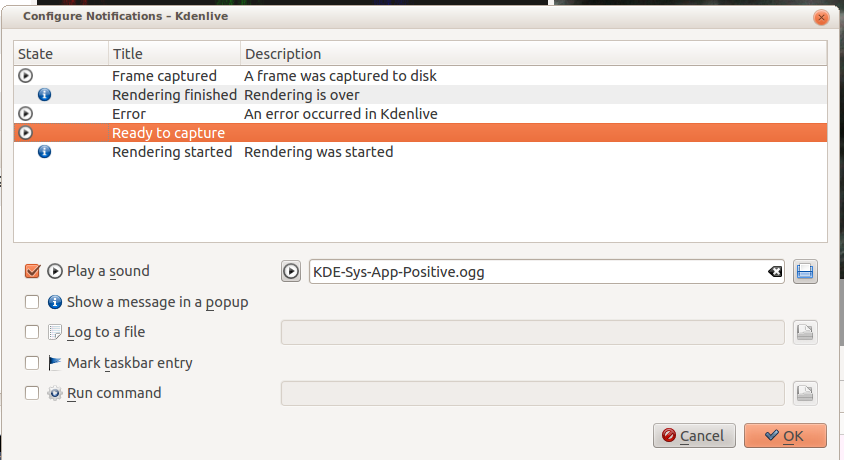 Configure Notifications – Kdenlive
State Title Description
Frame captured A frame was captured to disk
Rendering finished Rendering is over
Error An error occurred in Kdenlive
Ready to capture
Rendering started Rendering was started
Play a sound KDE-Sys-App-Positive.ogg
Show a message in a popup
Log to a file
Mark taskbar entry
Run command
Cancel OK